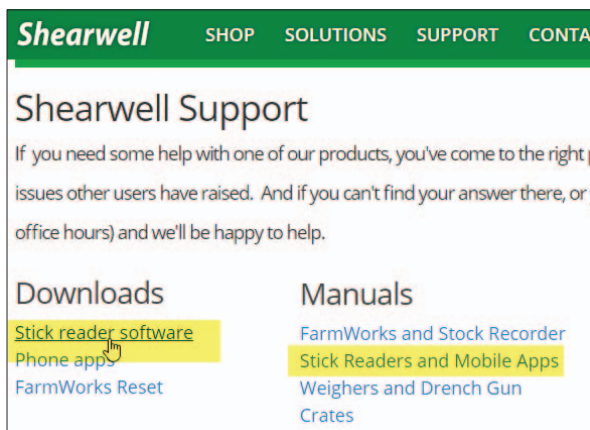 Shearwell SHOP SOLUTIONS SUPPORT CONTA
Shearwell Support
If you need some help with one of our products, you've come to the right
issues other users have raised. And if you can't find your answer there, or
office hours) and we'll be happy to help.
Downloads
Stick reader software
Phone apps
FarmWorks Reset
Manuals
FarmWorks and Stock Recorder
Stick Readers and Mobile Apps
Weighers and Drench Gun
Crates